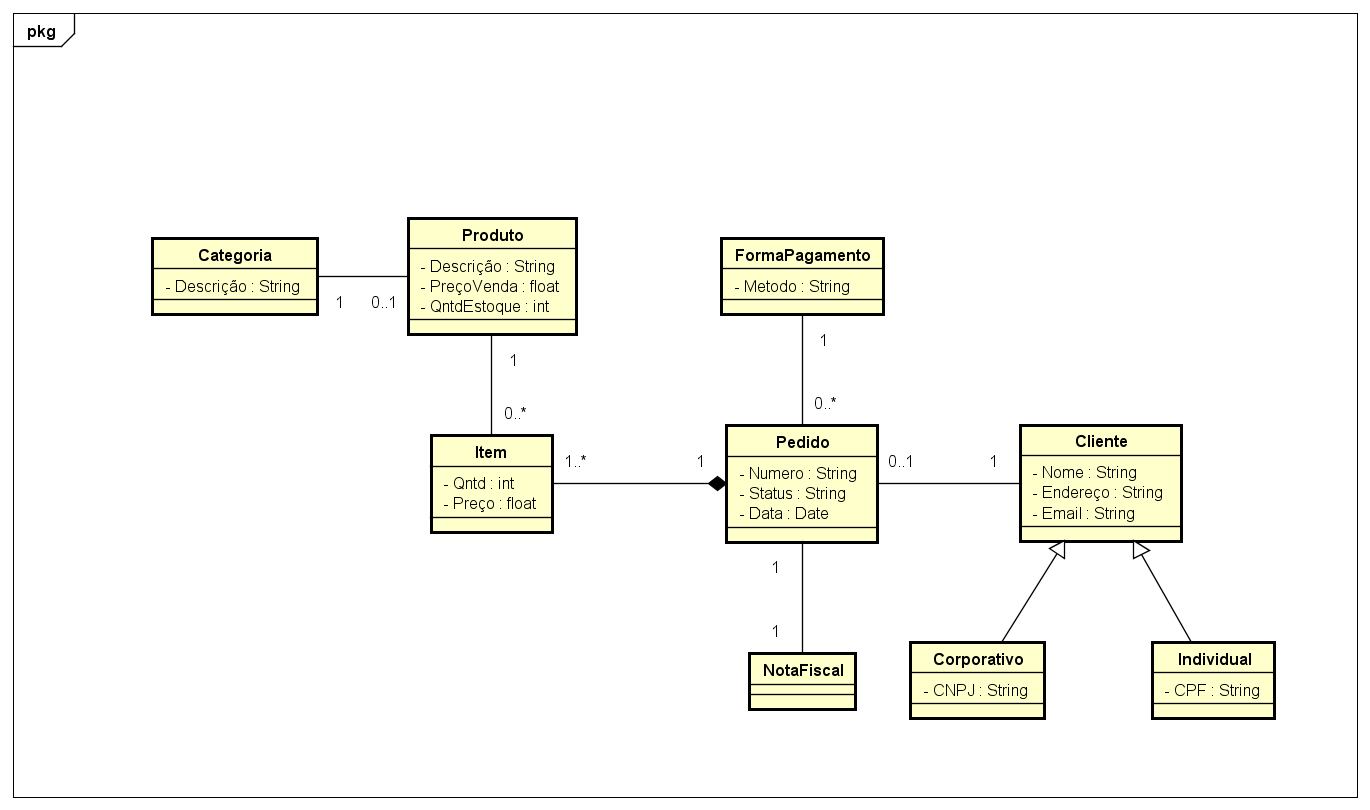 pkg
Categoria
- Descrição : String
1
0..1
Produto
- Descrição : String
- PreçoVenda : float
- QntdEstoque : int
1
0..*
FormaPagamento
- Metodo : String
1
0..*
Item
- Qntd : int
- Preço : float
1..*
1
Pedido
- Numero : String
- Status : String
- Data : Date
0..1
1
Cliente
- Nome : String
- Endereço : String
- Email : String
1
1
NotaFiscal
Corporativo
- CNPJ : String
Individual
- CPF : String